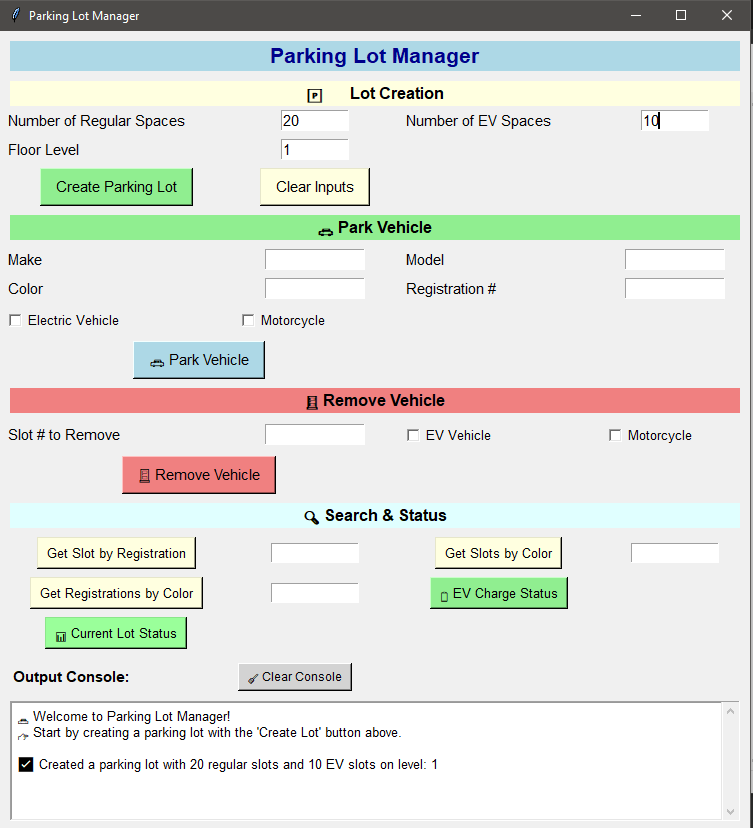 Parking Lot Manager
Parking Lot Manager
P Lot Creation
Number of Regular Spaces 20 Number of EV Spaces 10
Floor Level 1
Create Parking Lot Clear Inputs
Park Vehicle
Make Model
Color Registration #
Electric Vehicle Motorcycle
Park Vehicle
Remove Vehicle
Slot # to Remove EV Vehicle Motorcycle
Remove Vehicle
Search & Status
Get Slot by Registration Get Slots by Color
Get Registrations by Color EV Charge Status
Current Lot Status
Output Console: Clear Console
Welcome to Parking Lot Manager!
Start by creating a parking lot with the 'Create Lot' button above.
Created a parking lot with 20 regular slots and 10 EV slots on level: 1